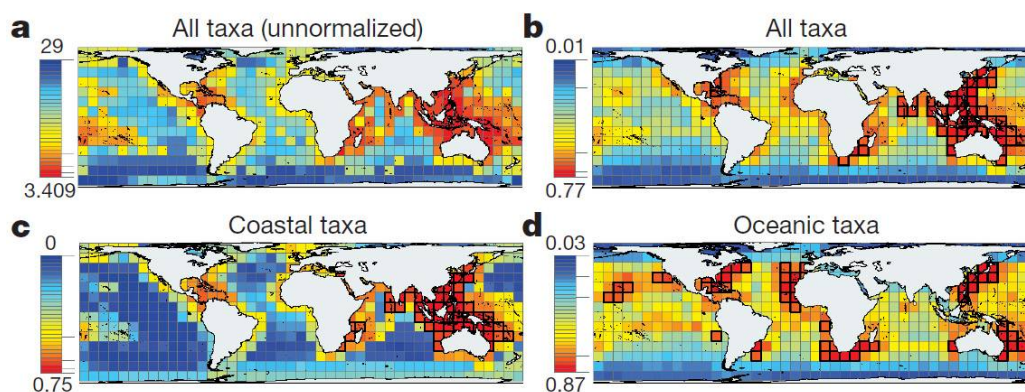 a All taxa (unnormalized)
29
3.409
b All taxa
0.01
0.77
c Coastal taxa
0
0.75
d Oceanic taxa
0.03
0.87